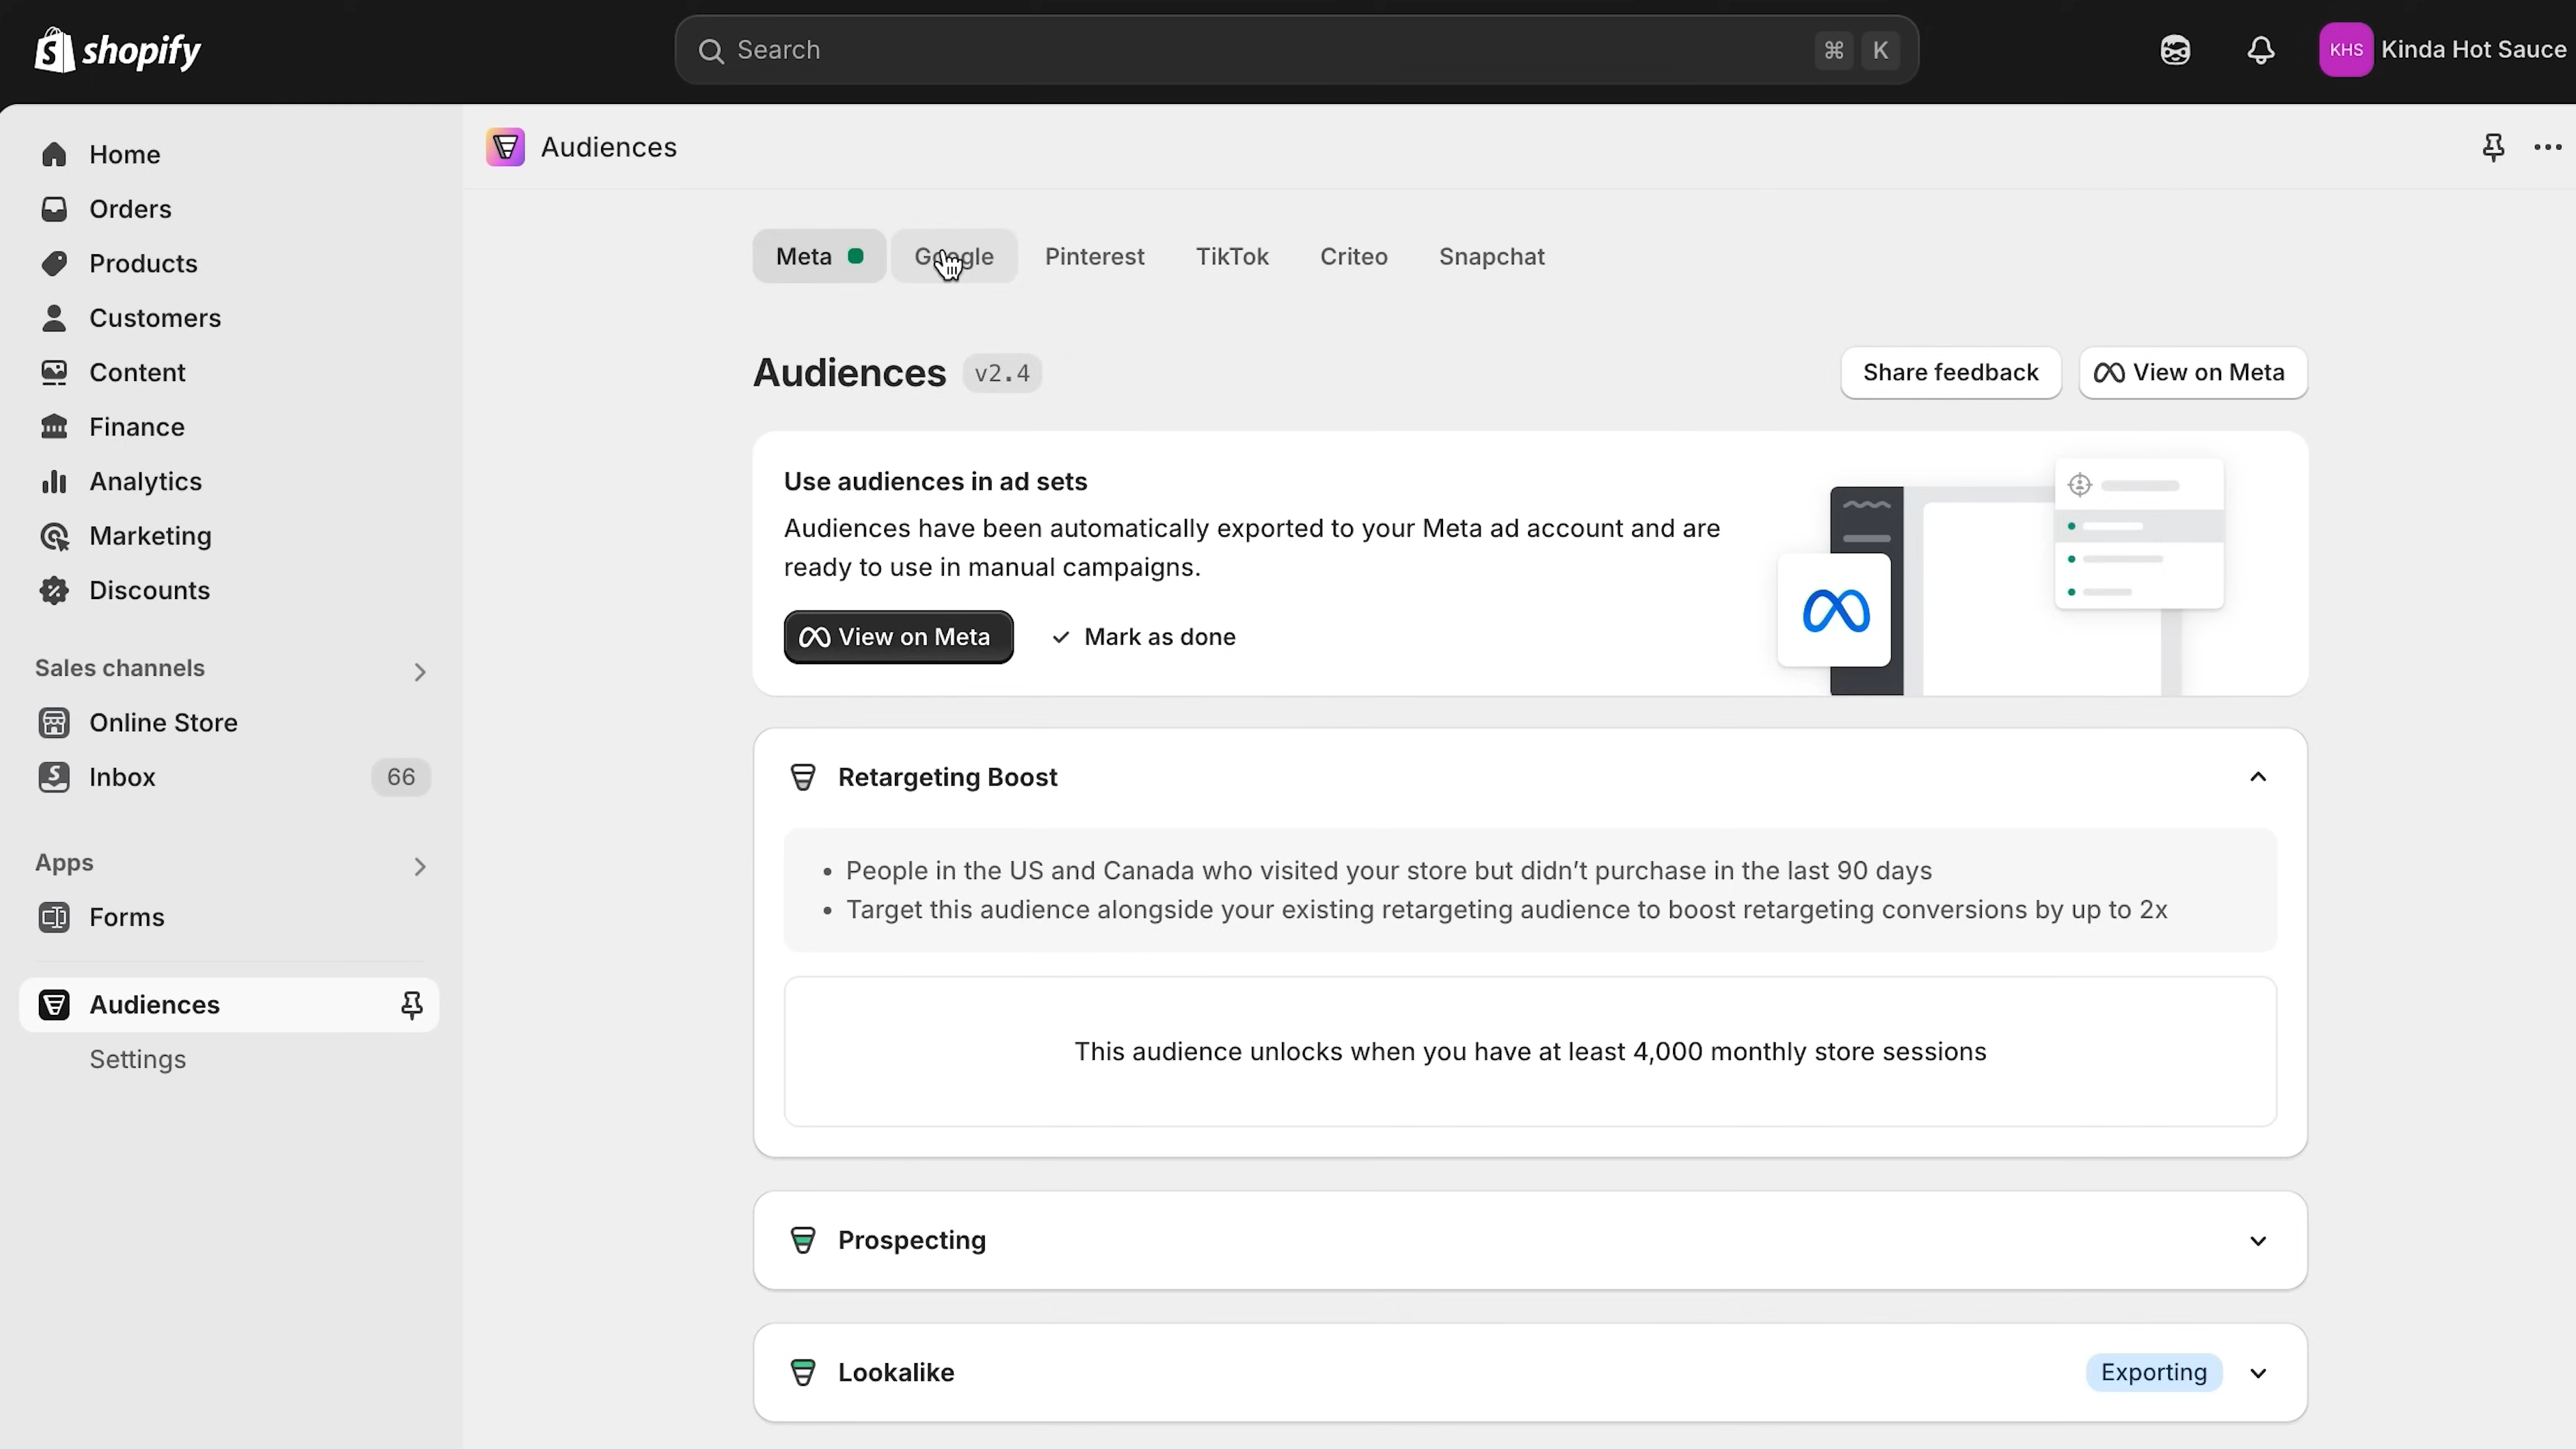 shopify
Search
⌘ K
KHS
Kinda Hot Sauce
Home
Orders
Products
Customers
Content
Finance
Analytics
Marketing
Discounts
Sales channels
Online Store
Inbox
66
Apps
Forms
Audiences
Settings
Audiences
Meta
Google
Pinterest
TikTok
Criteo
Snapchat
Audiences
v2.4
Share feedback
View on Meta
Use audiences in ad sets
Audiences have been automatically exported to your Meta ad account and are
ready to use in manual campaigns.
View on Meta
Mark as done
Retargeting Boost
• People in the US and Canada who visited your store but didn’t purchase in the last 90 days
• Target this audience alongside your existing retargeting audience to boost retargeting conversions by up to 2x
This audience unlocks when you have at least 4,000 monthly store sessions
Prospecting
Lookalike
Exporting